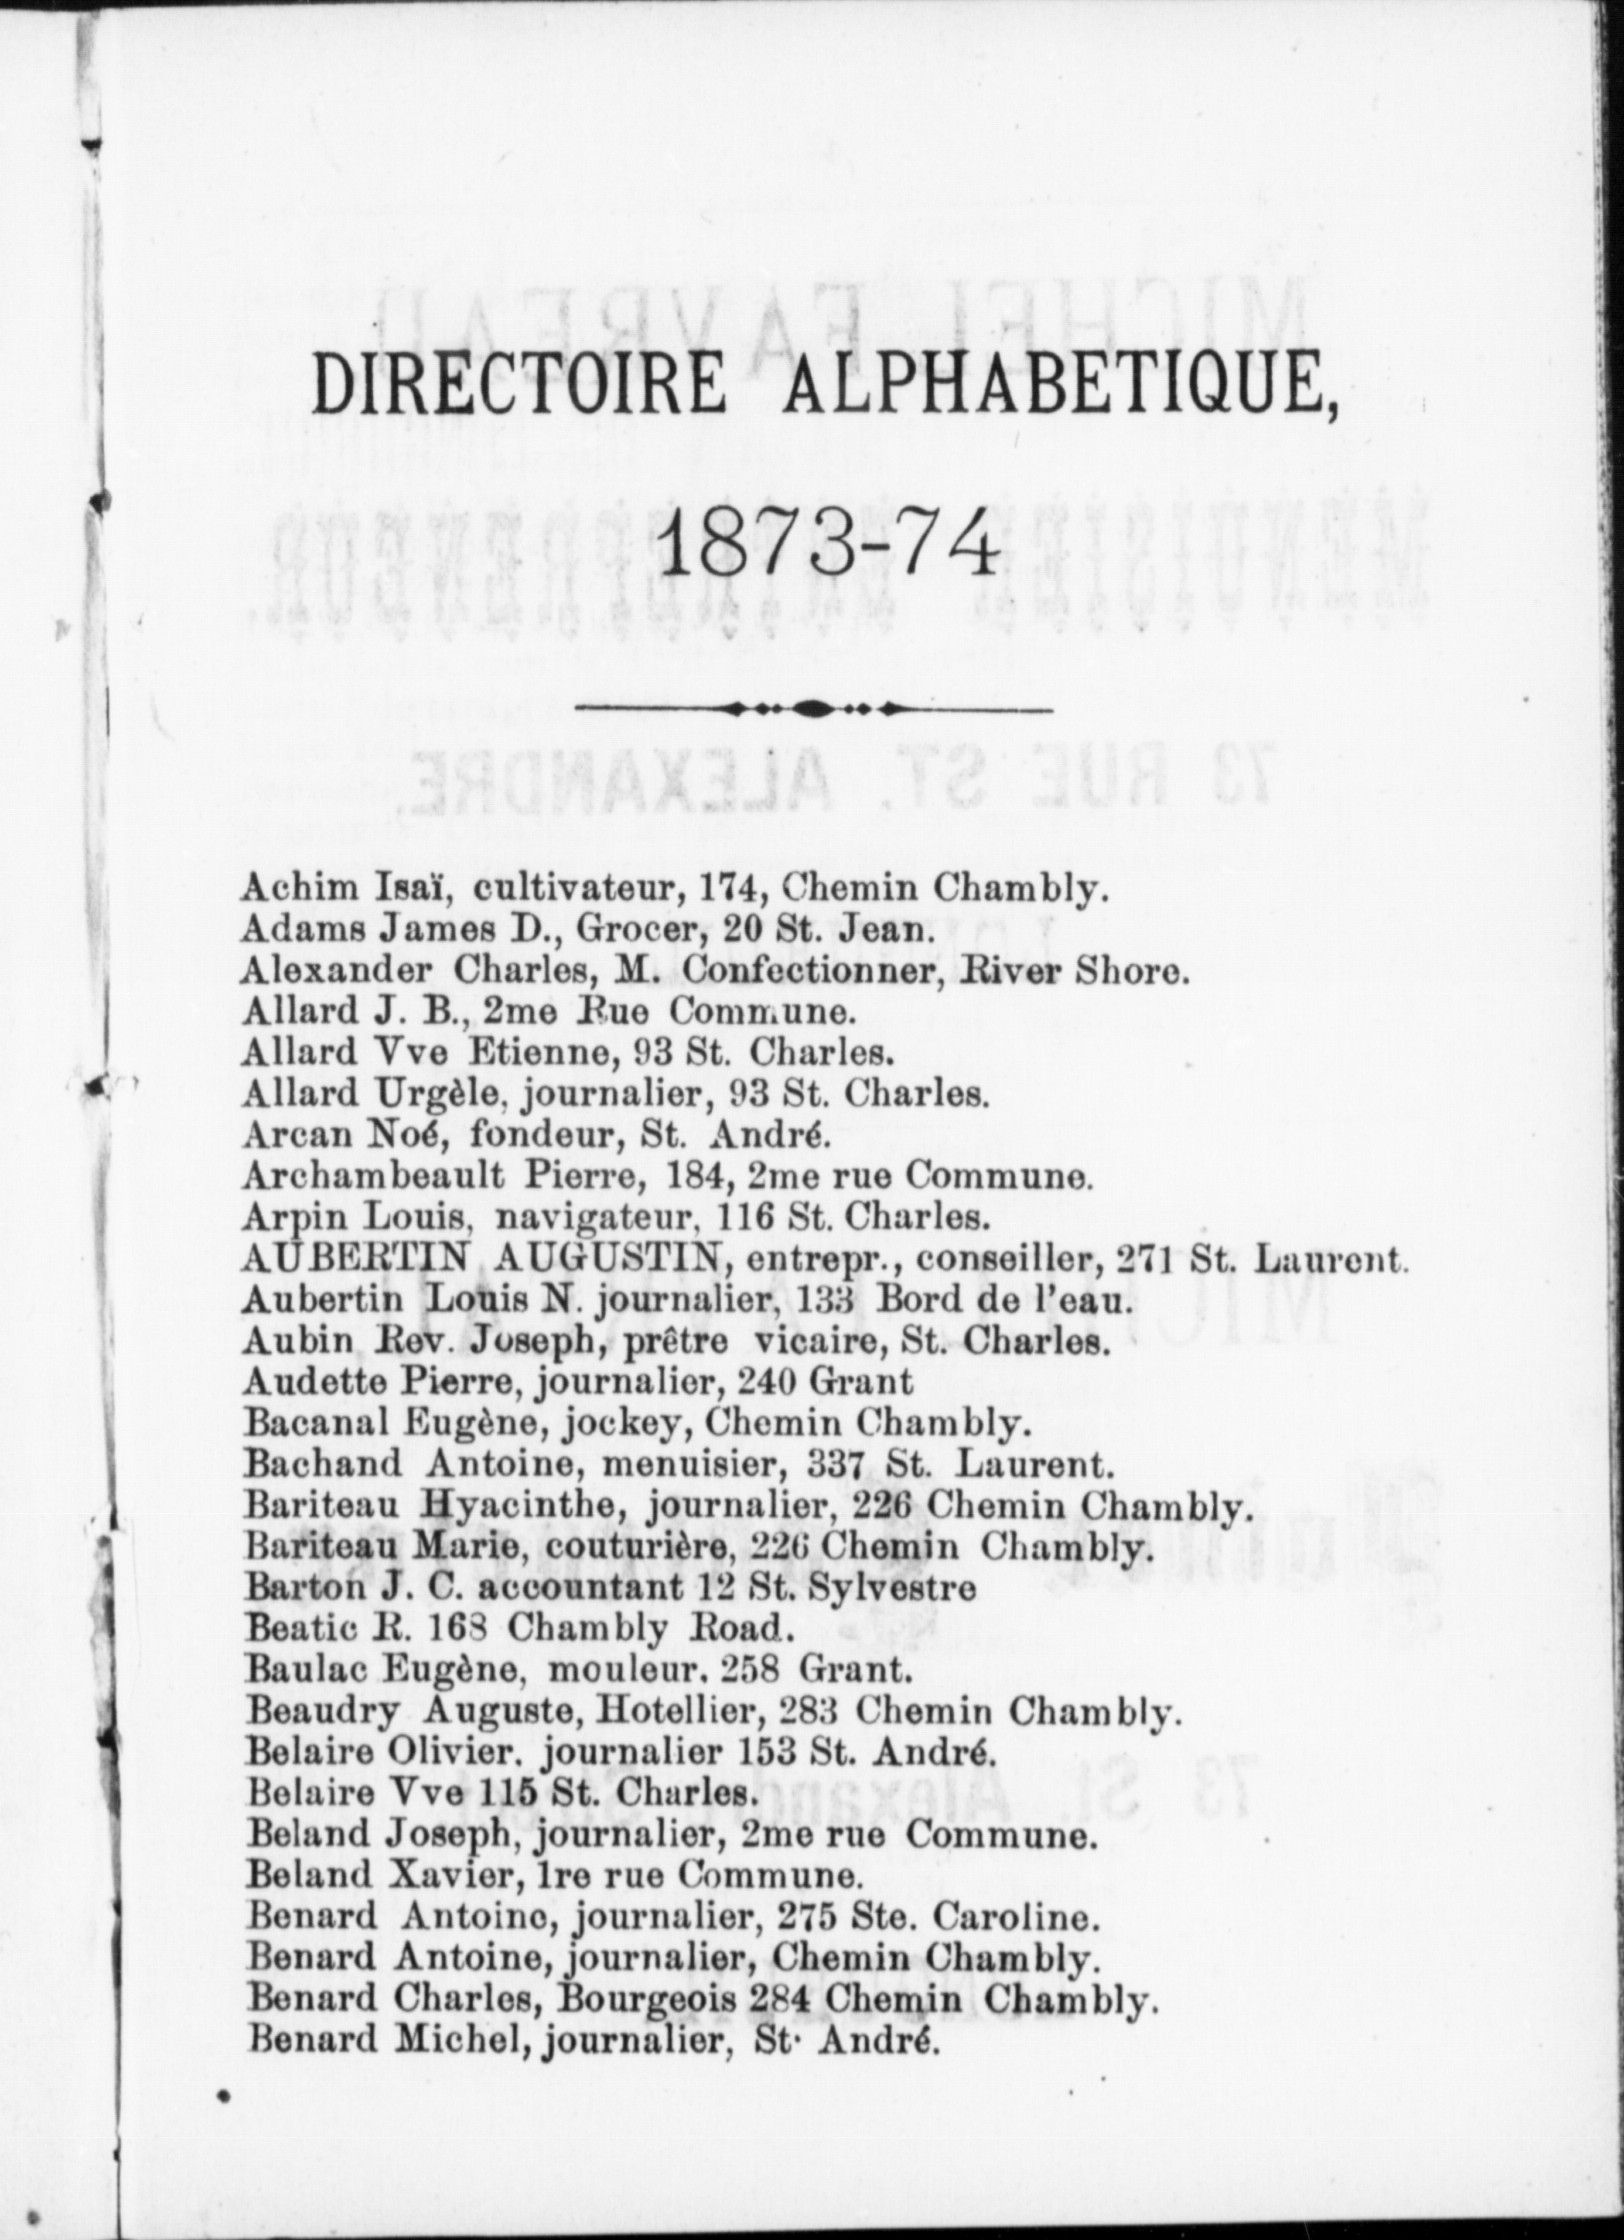 DIRECTOIRE ALPHABETIQUE,
1873-74
Achim Isaï, cultivateur, 174, Chemin Chambly.
Adams James D., Grocer, 20 St. Jean.
Alexander Charles, M. Confectionner, River Shore.
Allard J. B., 2me Rue Commune.
Allard Vve Etienne, 93 St. Charles.
Allard Urgèle, journalier, 93 St. Charles.
Arcan Noé, fondeur, St. André.
Archambeault Pierre, 184, 2me rue Commune.
Arpin Louis, navigateur, 116 St. Charles.
AUBERTIN AUGUSTIN, entrepr., conseiller, 271 St. Laurent.
Aubertin Louis N. journalier, 133 Bord de l'eau.
Aubin Rev. Joseph, prêtre vicaire, St. Charles.
Audette Pierre, journalier, 240 Grant
Bacanal Eugène, jockey, Chemin Chambly.
Bachand Antoine, menuisier, 337 St. Laurent.
Bariteau Hyacinthe, journalier, 226 Chemin Chambly.
Bariteau Marie, couturière, 226 Chemin Chambly.
Barton J. C. accountant 12 St. Sylvestre
Beatie R. 168 Chambly Road.
Baulac Eugène, mouleur. 258 Grant.
Beaudry Auguste, Hotellier, 283 Chemin Chambly.
Belaire Olivier. journalier 153 St. André.
Belaire Vve 115 St. Charles.
Beland Joseph, journalier, 2me rue Commune.
Beland Xavier, 1re rue Commune.
Benard Antoine, journalier, 275 Ste. Caroline.
Benard Antoine, journalier, Chemin Chambly.
Benard Charles, Bourgeois 284 Chemin Chambly.
Benard Michel, journalier, St. André.